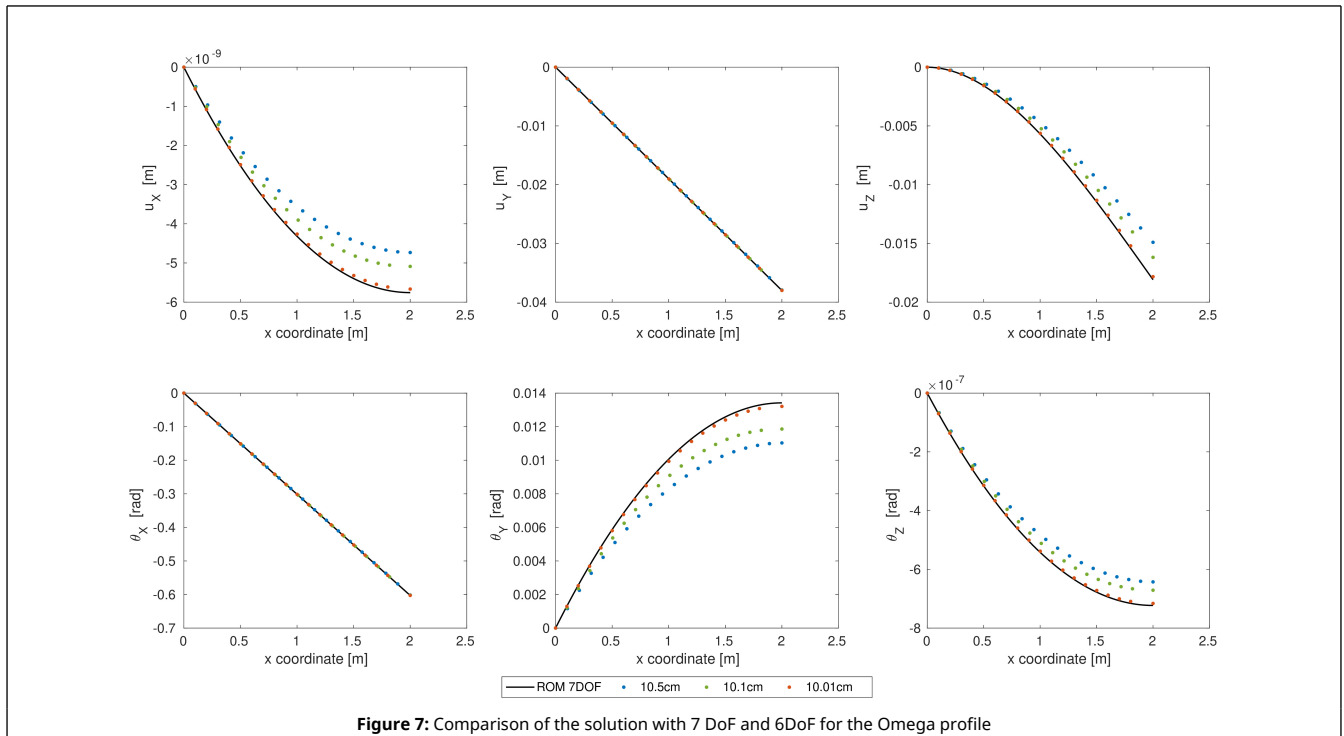 ×10 -9
0
-1
-2
-3
-4
-5
-6
u_X [m]
0 0.5 1 1.5 2 2.5
x coordinate [m]
0
-0.01
-0.02
-0.03
-0.04
u_Y [m]
0 0.5 1 1.5 2 2.5
x coordinate [m]
0
-0.005
-0.01
-0.015
-0.02
u_Z [m]
0 0.5 1 1.5 2 2.5
x coordinate [m]
0
-0.1
-0.2
-0.3
-0.4
-0.5
-0.6
-0.7
θ_X [rad]
0 0.5 1 1.5 2 2.5
x coordinate [m]
0.014
0.012
0.01
0.008
0.006
0.004
0.002
0
θ_Y [rad]
0 0.5 1 1.5 2 2.5
x coordinate [m]
×10 -7
0
-2
-4
-6
-8
θ_Z [rad]
0 0.5 1 1.5 2 2.5
x coordinate [m]
ROM 7DOF 10.5cm 10.1cm 10.01cm
Figure 7: Comparison of the solution with 7 DoF and 6DoF for the Omega profile